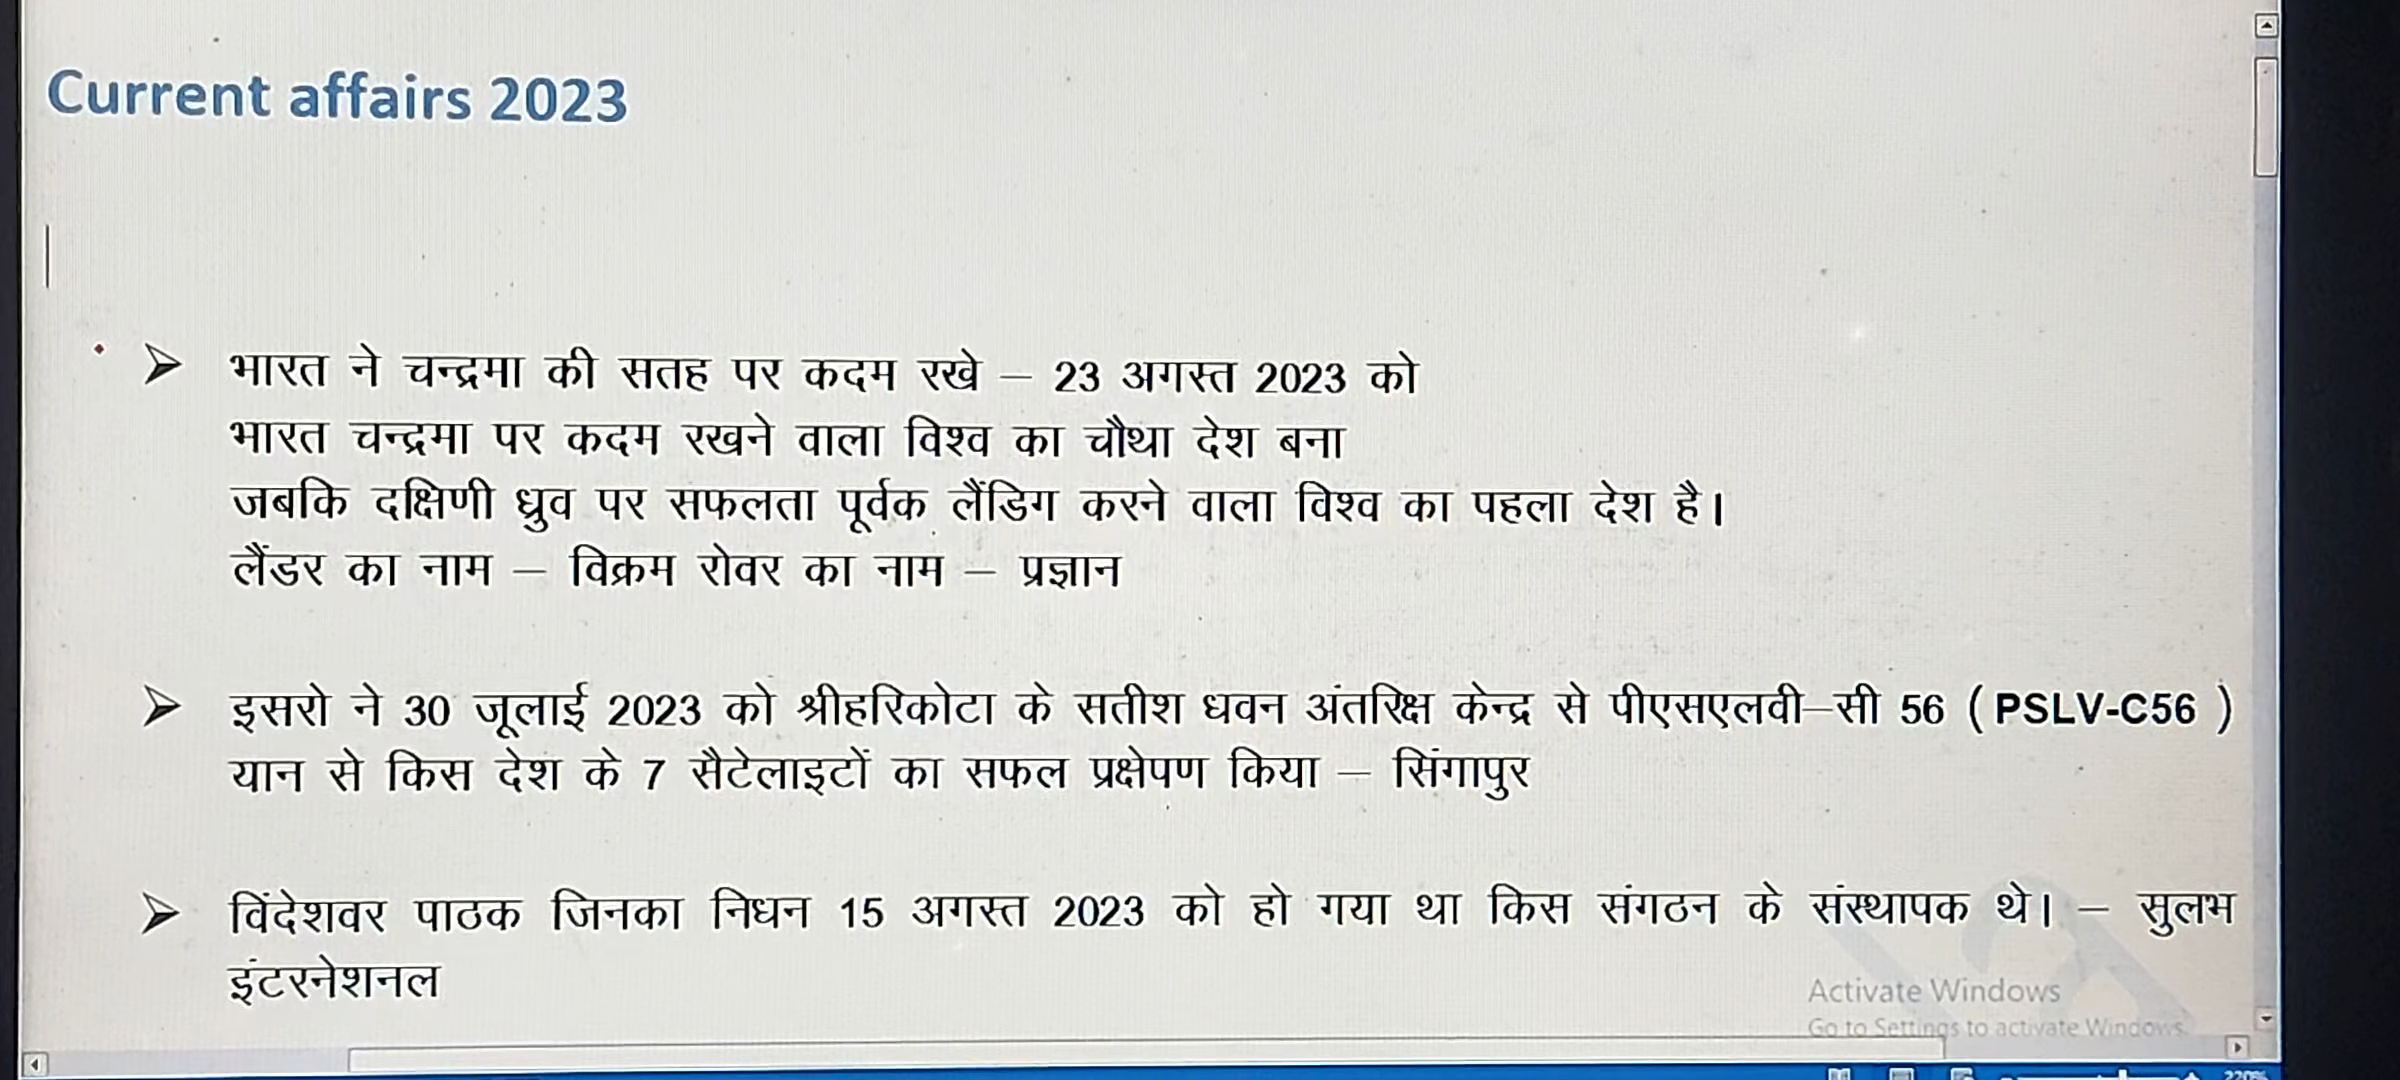 Current affairs 2023
भारत ने चन्द्रमा की सतह पर कदम रखे – 23 अगस्त 2023 को
भारत चन्द्रमा पर कदम रखने वाला विश्व का चौथा देश बना
जबकि दक्षिणी ध्रुव पर सफलता पूर्वक लैंडिग करने वाला विश्व का पहला देश है।
लैंडर का नाम – विक्रम रोवर का नाम – प्रज्ञान
इसरो ने 30 जूलाई 2023 को श्रीहरिकोटा के सतीश धवन अंतरिक्ष केन्द्र से पीएसएलवी–सी 56 ( PSLV-C56 )
यान से किस देश के 7 सैटेलाइटों का सफल प्रक्षेपण किया – सिंगापुर
विंदेशवर पाठक जिनका निधन 15 अगस्त 2023 को हो गया था किस संगठन के संस्थापक थे। – सुलभ
इंटरनेशनल
Activate Windows
Go to Settings to activate Windows.
220%